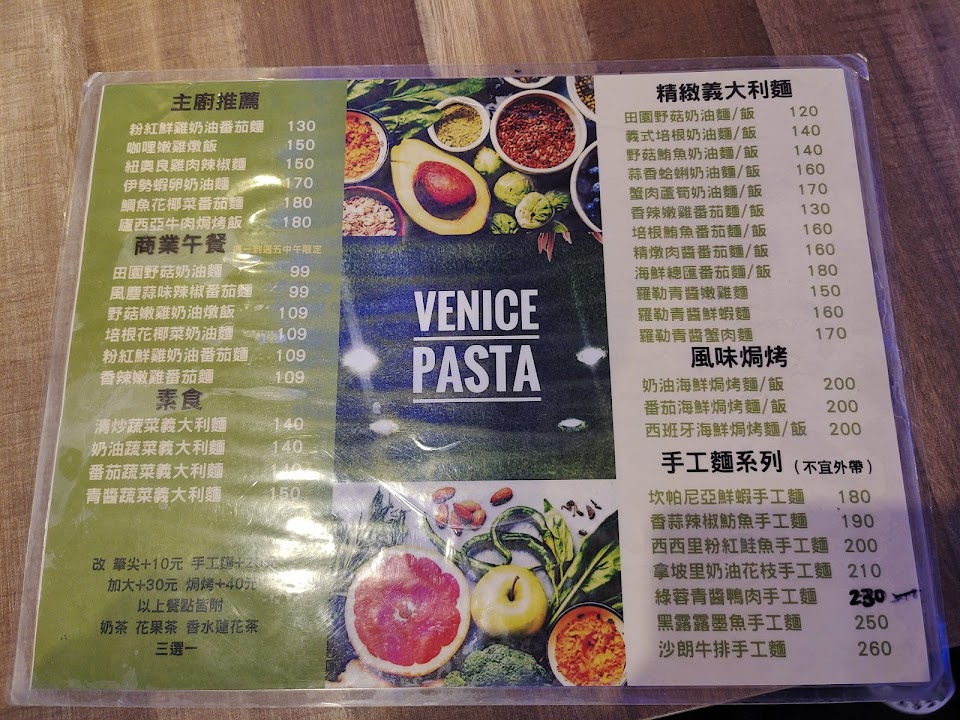 主廚推薦
粉紅鮮雞奶油番茄麵 130
咖哩嫩雞燉飯 150
紐奧良雞肉辣椒麵 150
伊勢蝦卵奶油麵 170
鯛魚花椰菜番茄麵 180
廬西亞牛肉焗烤飯 180
商業午餐 週一到週五中午限定
田園野菇奶油麵 99
風塵蒜味辣椒番茄麵 99
野菇嫩雞奶油燉飯 109
培根花椰菜奶油麵 109
粉紅鮮雞奶油番茄麵 109
香辣嫩雞番茄麵 109
素食
清炒蔬菜義大利麵 140
奶油蔬菜義大利麵 140
番茄蔬菜義大利麵 140
青醬蔬菜義大利麵 150
改 筆尖+10元 手工麵+20元
加大+30元 焗烤+40元
以上餐點皆附
奶茶 花果茶 香水蓮花茶
三選一
VENICE
PASTA
精緻義大利麵
田園野菇奶油麵/飯 120
義式培根奶油麵/飯 140
野菇鮪魚奶油麵/飯 140
蒜香蛤蜊奶油麵/飯 160
蟹肉蘆筍奶油麵/飯 170
香辣嫩雞番茄麵/飯 130
培根鮪魚番茄麵/飯 160
精燉肉醬番茄麵/飯 160
海鮮總匯番茄麵/飯 180
羅勒青醬嫩雞麵 150
羅勒青醬鮮蝦麵 160
羅勒青醬蟹肉麵 170
風味焗烤
奶油海鮮焗烤麵/飯 200
番茄海鮮焗烤麵/飯 200
西班牙海鮮焗烤麵/飯 200
手工麵系列 (不宜外帶)
坎帕尼亞鮮蝦手工麵 180
香蒜辣椒魴魚手工麵 190
西西里粉紅鮭魚手工麵 200
拿坡里奶油花枝手工麵 210
綠蓉青醬鴨肉手工麵 230
黑露露墨魚手工麵 250
沙朗牛排手工麵 260